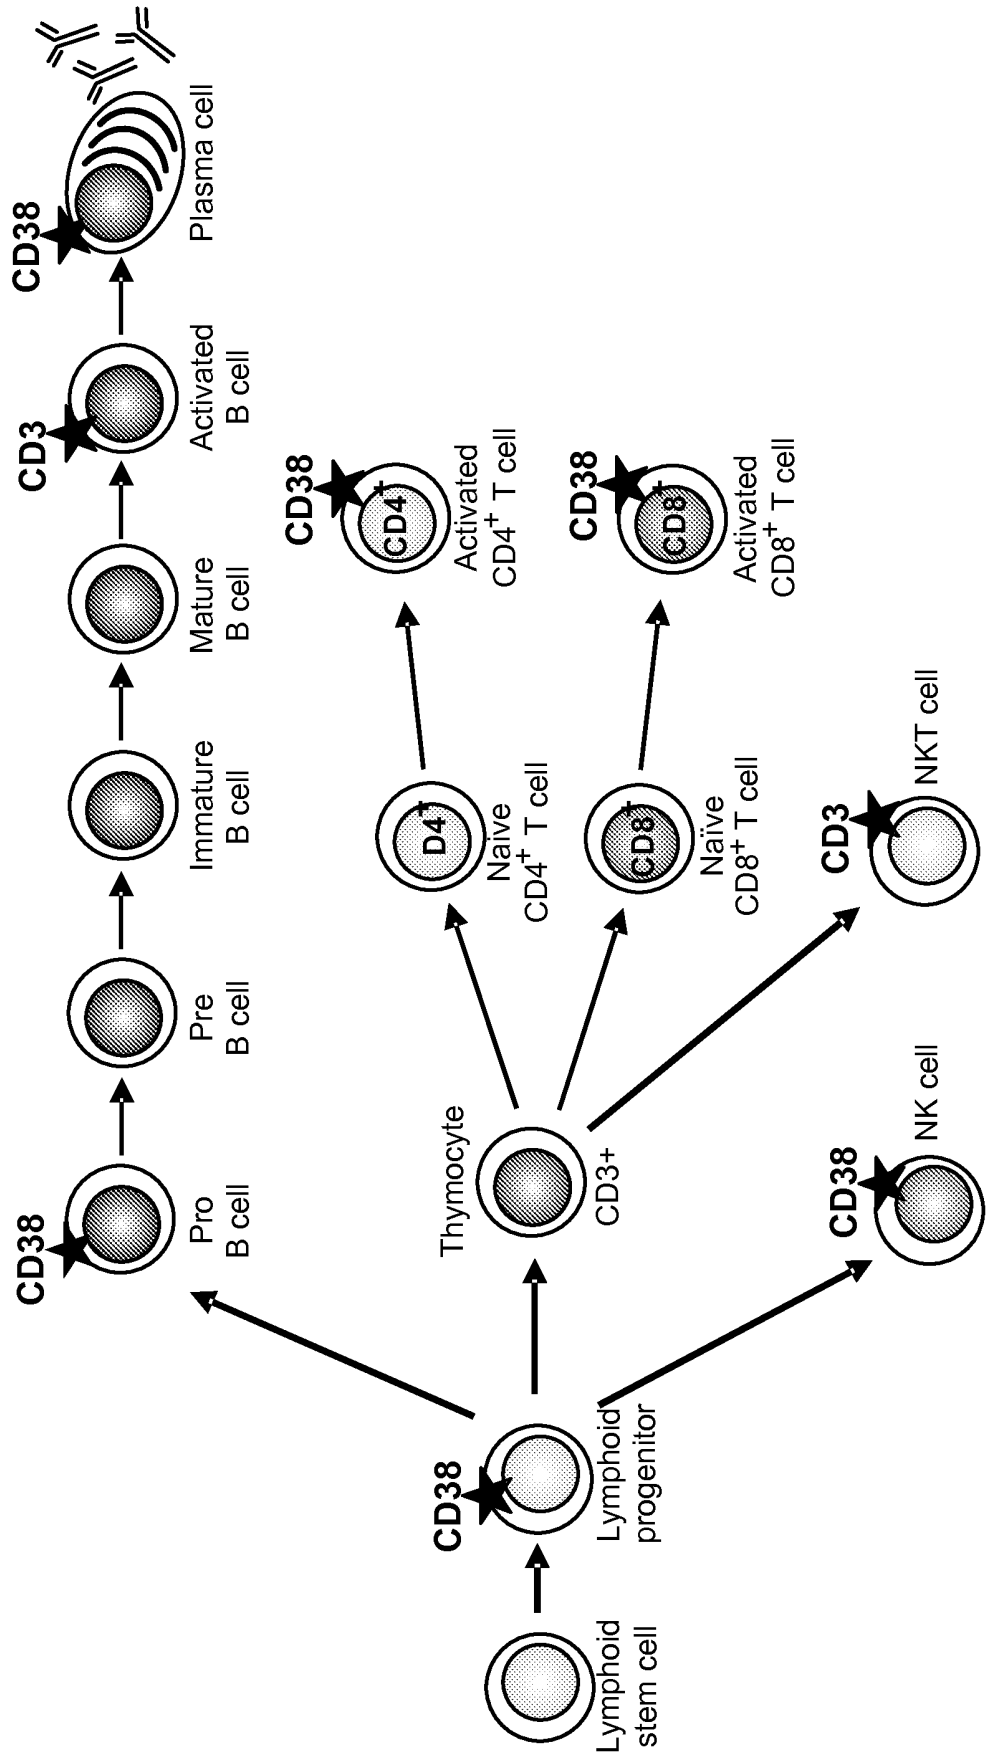 CD38
Pro
B cell
Pre
B cell
Immature
B cell
Mature
B cell
CD3
Activated
B cell
CD38
Plasma cell
Lymphoid
stem cell
CD38
Lymphoid
progenitor
Thymocyte
CD3+
D4+
Naïve
CD4+ T cell
CD38
CD4+
Activated
CD4+ T cell
CD8+
Naïve
CD8+ T cell
CD38
CD8+
Activated
CD8+ T cell
CD38
NK cell
CD3
NKT cell